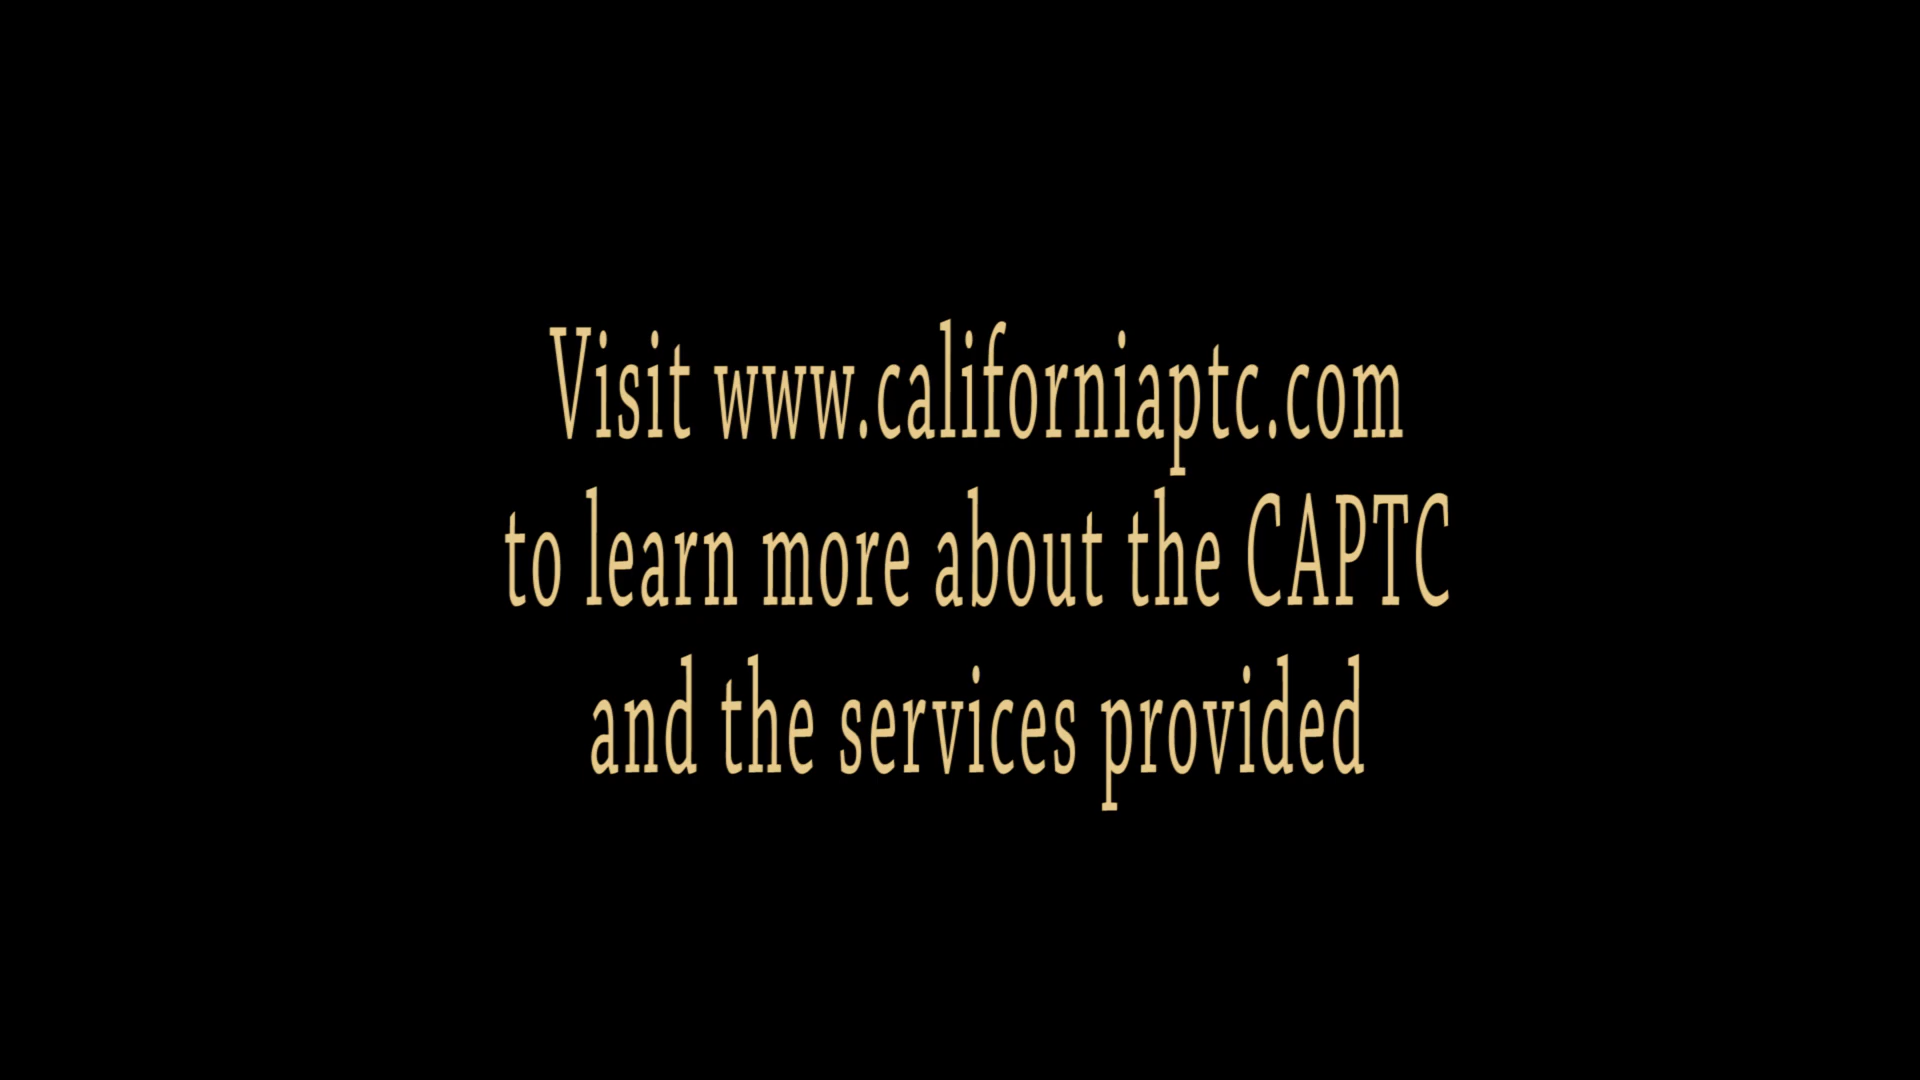 Visit www.californiaptc.com
to learn more about the CAPTC
and the services provided